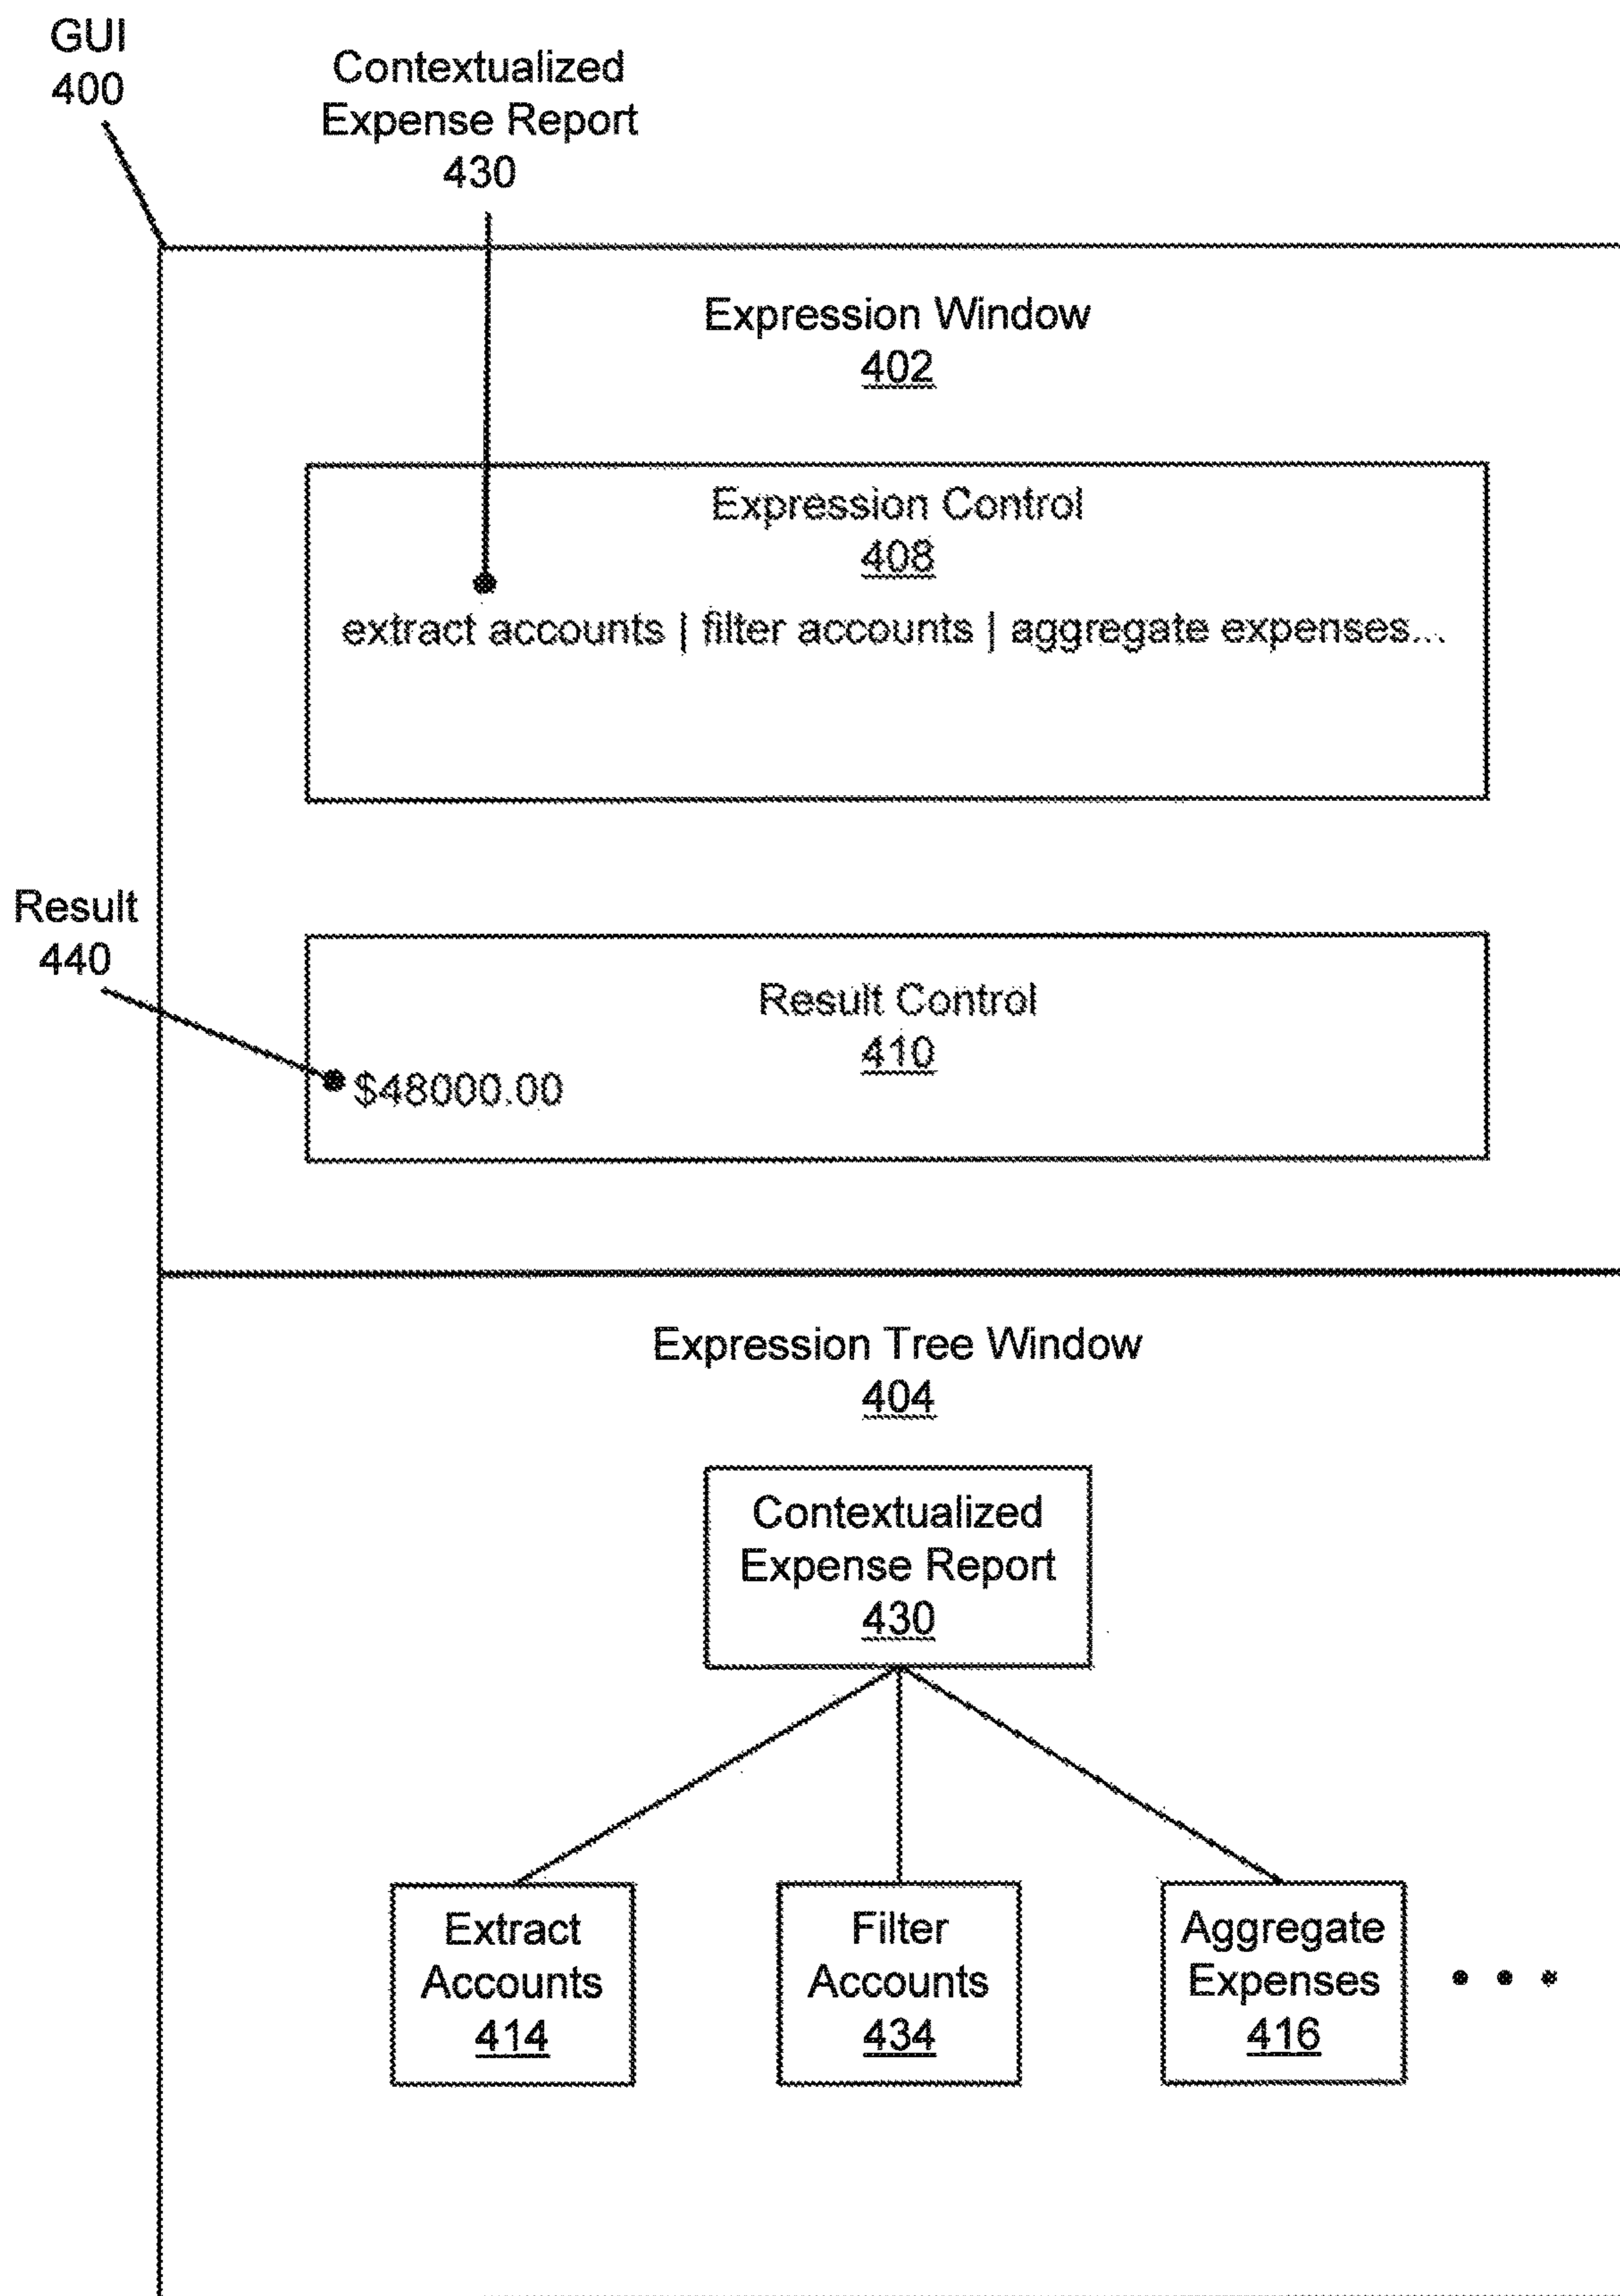 GUI
400
Contextualized
Expense Report
430
Expression Window
402
Expression Control
408
extract accounts | filter accounts | aggregate expenses...
Result
440
Result Control
410
$48000.00
Expression Tree Window
404
Contextualized
Expense Report
430
Extract
Accounts
414
Filter
Accounts
434
Aggregate
Expenses
416